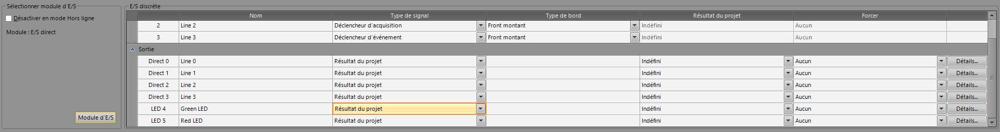 Sélectionner module d'E/S
Désactiver en mode Hors ligne
Module : E/S direct
Module d'E/S
E/S discrète
Nom Type de signal Type de bord Résultat du projet Forcer
2 Line 2 Déclencheur d'acquisition Front montant Indéfini Aucun
3 Line 3 Déclencheur d'événement Front montant Indéfini Aucun
Sortie
Direct 0 Line 0 Résultat du projet Indéfini Aucun Détails...
Direct 1 Line 1 Résultat du projet Indéfini Aucun Détails...
Direct 2 Line 2 Résultat du projet Indéfini Aucun Détails...
Direct 3 Line 3 Résultat du projet Indéfini Aucun Détails...
LED 4 Green LED Résultat du projet Indéfini Aucun Détails...
LED 5 Red LED Résultat du projet Indéfini Aucun Détails...